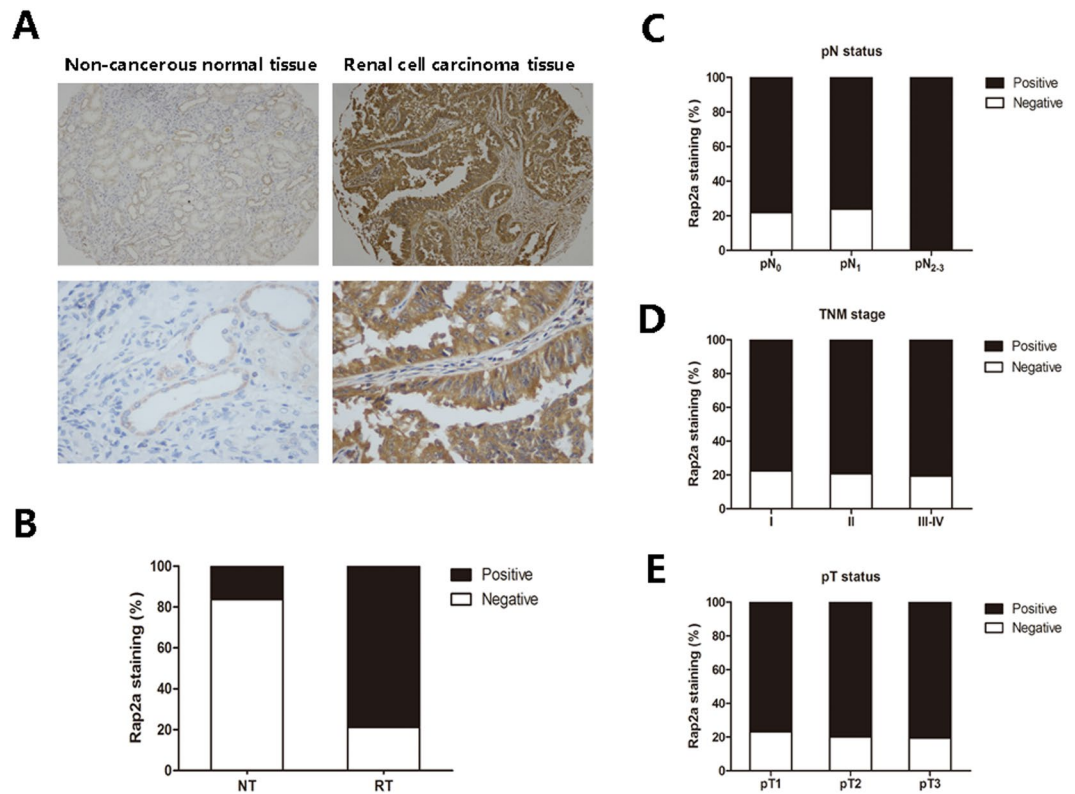 A
Non-cancerous normal tissue
Renal cell carcinoma tissue
B
Rap2a staining (%)
100
80
60
40
20
0
NT
RT
Positive
Negative
C
pN status
Rap2a staining (%)
100
80
60
40
20
0
pN₀
pN₁
pN₂₋₃
Positive
Negative
D
TNM stage
Rap2a staining (%)
100
80
60
40
20
0
I
II
III-IV
Positive
Negative
E
pT status
Rap2a staining (%)
100
80
60
40
20
0
pT1
pT2
pT3
Positive
Negative